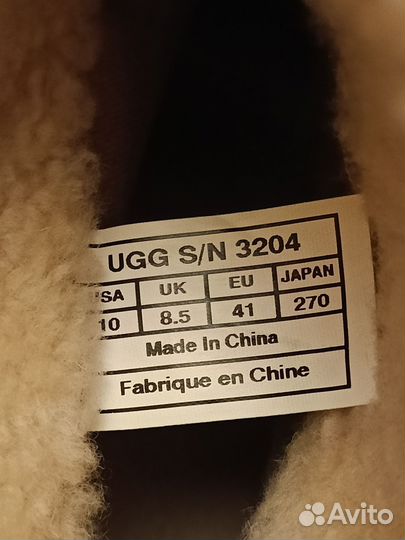 UGG S/N 3204
SA UK EU JAPAN
10 8.5 41 270
Made In China
Fabrique en Chine
Avito